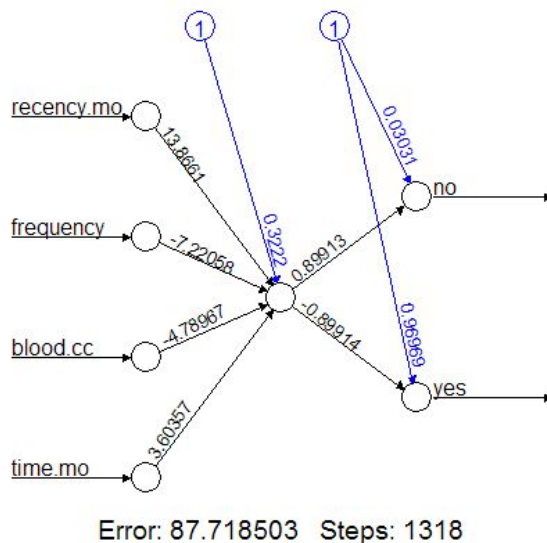 1
1
recency.mo
13.8661
0.03031
no
frequency
-7.22058
0.3222
0.89913
blood.cc
-4.78967
-0.89914
0.96969
yes
time.mo
3.60357
Error: 87.718503 Steps: 1318